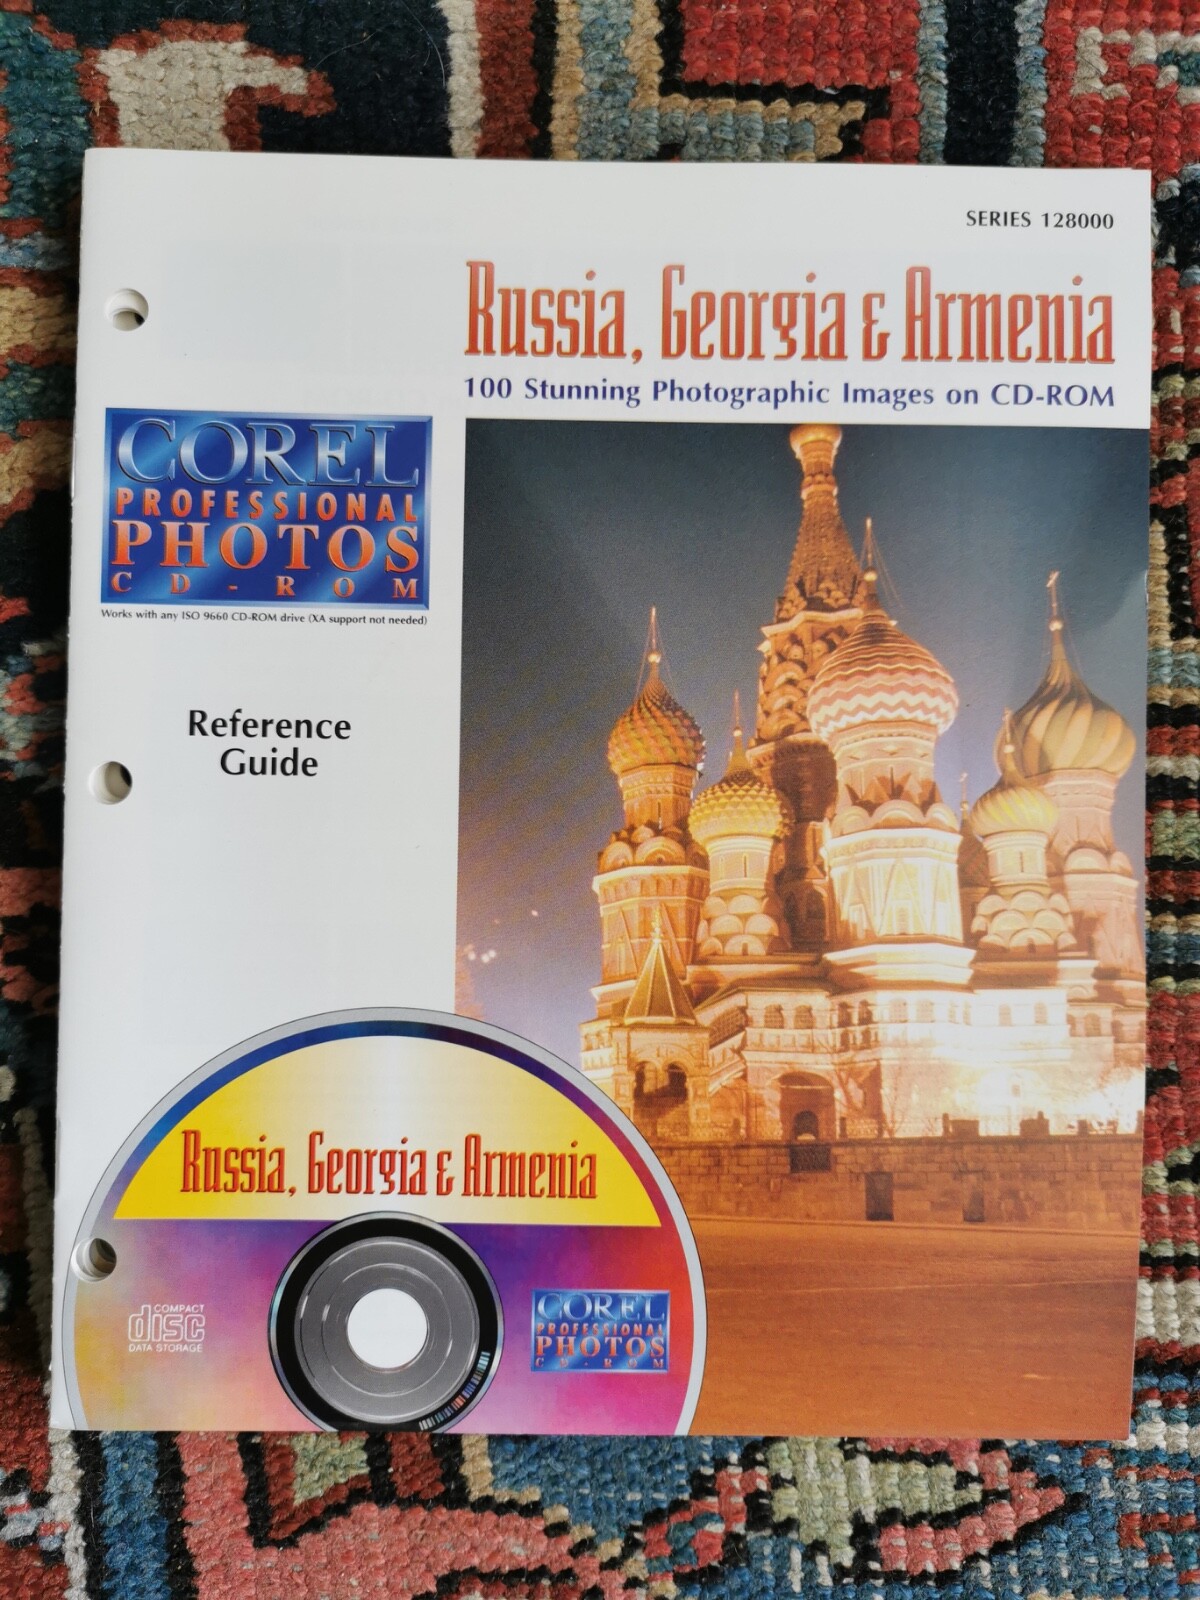 SERIES 128000
Russia, Georgia & Armenia
100 Stunning Photographic Images on CD-ROM
COREL
PROFESSIONAL
PHOTOS
CD-ROM
Works with any ISO 9660 CD-ROM drive (XA support not needed)
Reference
Guide
Russia, Georgia & Armenia
COMPACT
disc
DATA STORAGE
COREL
PROFESSIONAL
PHOTOS
CD-ROM